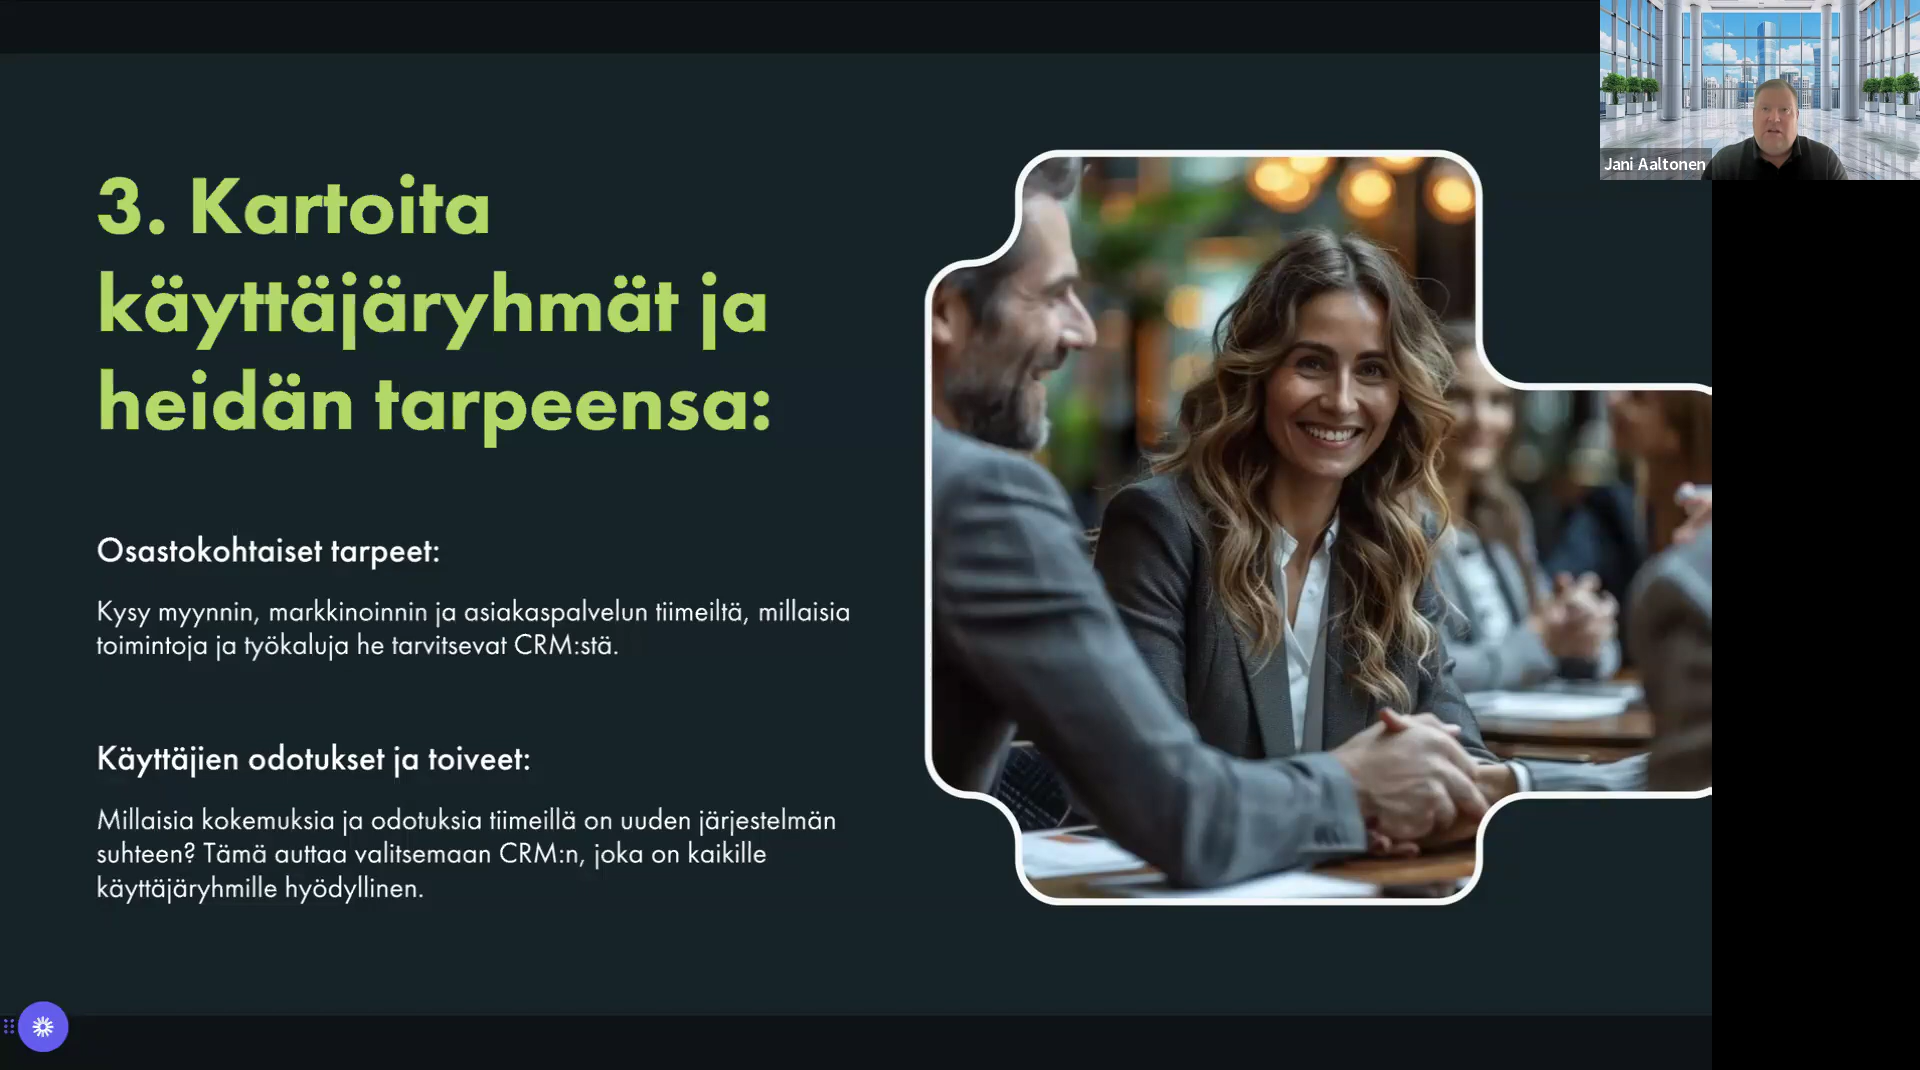 3. Kartoita
käyttäjäryhmät ja
heidän tarpeensa:
Osastokohtaiset tarpeet:
Kysy myynnin, markkinoinnin ja asiakaspalvelun tiimeiltä, millaisia
toimintoja ja työkaluja he tarvitsevat CRM:stä.
Käyttäjien odotukset ja toiveet:
Millaisia kokemuksia ja odotuksia tiimeillä on uuden järjestelmän
suhteen? Tämä auttaa valitsemaan CRM:n, joka on kaikille
käyttäjäryhmille hyödyllinen.
Jani Aaltonen